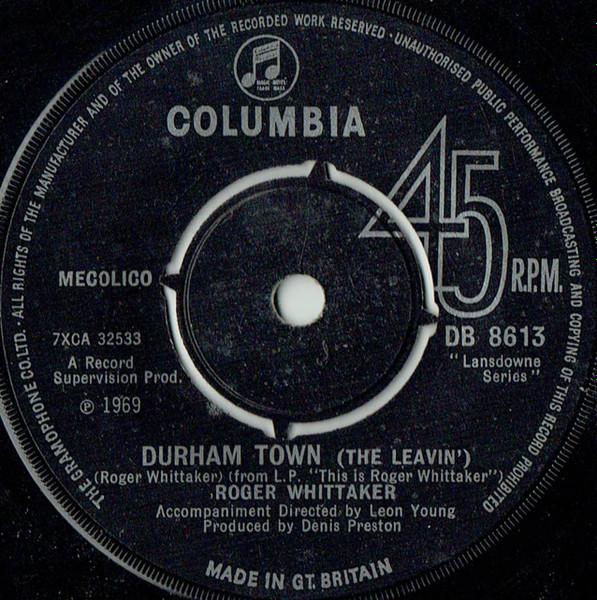 THE GRAMOPHONE CO. LTD. · ALL RIGHTS OF THE MANUFACTURER AND OF THE OWNER OF THE RECORDED WORK RESERVED · UNAUTHORISED PUBLIC PERFORMANCE BROADCASTING AND COPYING OF THIS RECORD PROHIBITED
MAGIC NOTES
TRADE MARK
COLUMBIA
45
R.P.M.
MECOLICO
7XCA 32533
A Record
Supervision Prod.
℗ 1969
DB 8613
"Lansdowne
Series"
DURHAM TOWN (THE LEAVIN')
(Roger Whittaker) (from L.P. "This is Roger Whittaker")
ROGER WHITTAKER
Accompaniment Directed by Leon Young
Produced by Denis Preston
MADE IN GT. BRITAIN